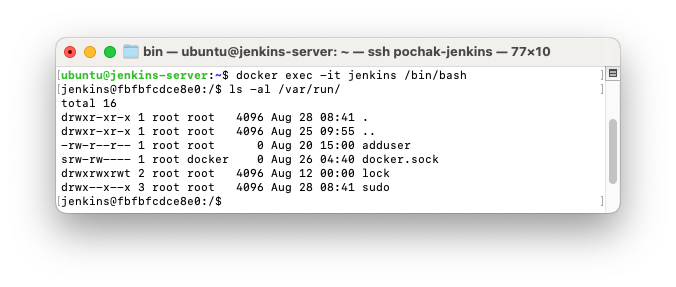 bin — ubuntu@jenkins-server: ~ — ssh pochak-jenkins — 77×10
[ubuntu@jenkins-server:~$ docker exec -it jenkins /bin/bash ]
[jenkins@fbfbfcdce8e0:/$ ls -al /var/run/ ]
total 16
drwxr-xr-x 1 root root   4096 Aug 28 08:41 .
drwxr-xr-x 1 root root   4096 Aug 25 09:55 ..
-rw-r--r-- 1 root root      0 Aug 20 15:00 adduser
srw-rw---- 1 root docker    0 Aug 26 04:40 docker.sock
drwxrwxrwt 2 root root   4096 Aug 12 00:00 lock
drwx--x--x 3 root root   4096 Aug 28 08:41 sudo
[jenkins@fbfbfcdce8e0:/$ ]